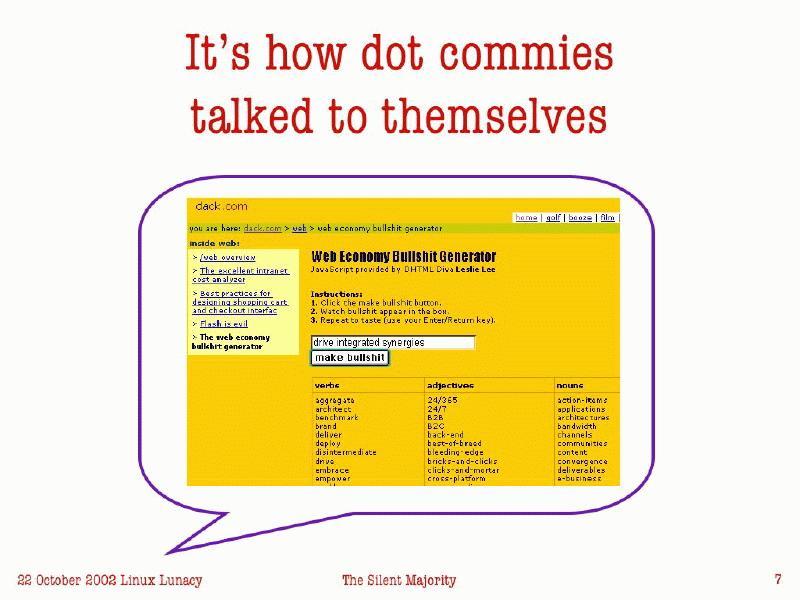 It's how dot commies
talked to themselves
dack.com
home | golf | booze | film |
you are here: dack.com > web > web economy bullshit generator
inside web:
> /web overview
> The excellent intranet
cost analyzer
> Best practices for
designing shopping cart
and checkout interfac
> Flash is evil
> The web economy
bullshit generator
Web Economy Bullshit Generator
JavaScript provided by DHTML Diva Leslie Lee
Instructions:
1. Click the make bullshit button.
2. Watch bullshit appear in the box.
3. Repeat to taste (use your Enter/Return key).
drive integrated synergies
make bullshit
verbs adjectives nouns
aggregate 24/365 action-items
architect 24/7 applications
benchmark B2B architectures
brand B2C bandwidth
deliver back-end channels
deploy best-of-breed communities
disintermediate bleeding-edge content
drive bricks-and-clicks convergence
embrace clicks-and-mortar deliverables
empower cross-platform e-business
22 October 2002 Linux Lunacy The Silent Majority 7